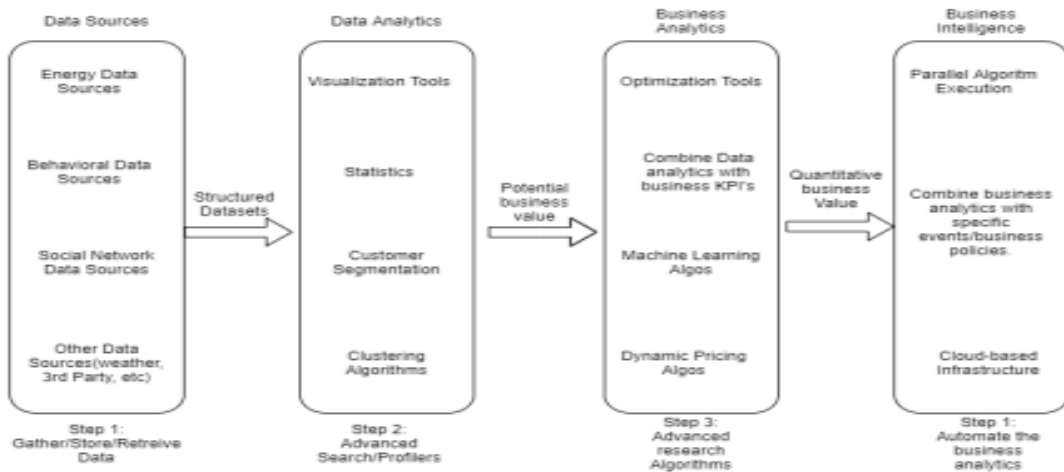 Data Sources
Energy Data
Sources
Behavioral Data
Sources
Social Network
Data Sources
Other Data
Sources(weather,
3rd Party, etc)
Step 1:
Gather/Store/Retreive
Data
Structured
Datasets
Data Analytics
Visualization Tools
Statistics
Customer
Segmentation
Clustering
Algorithms
Step 2:
Advanced
Search/Profilers
Potential
business
value
Business
Analytics
Optimization Tools
Combine Data
analytics with
business KPI's
Machine Learning
Algos
Dynamic Pricing
Algos
Step 3:
Advanced
research
Algorithms
Quantitative
business
Value
Business
Intelligence
Parallel Algoritm
Execution
Combine business
analytics with
specific
events/business
policies.
Cloud-based
Infrastructure
Step 1:
Automate the
business
analytics